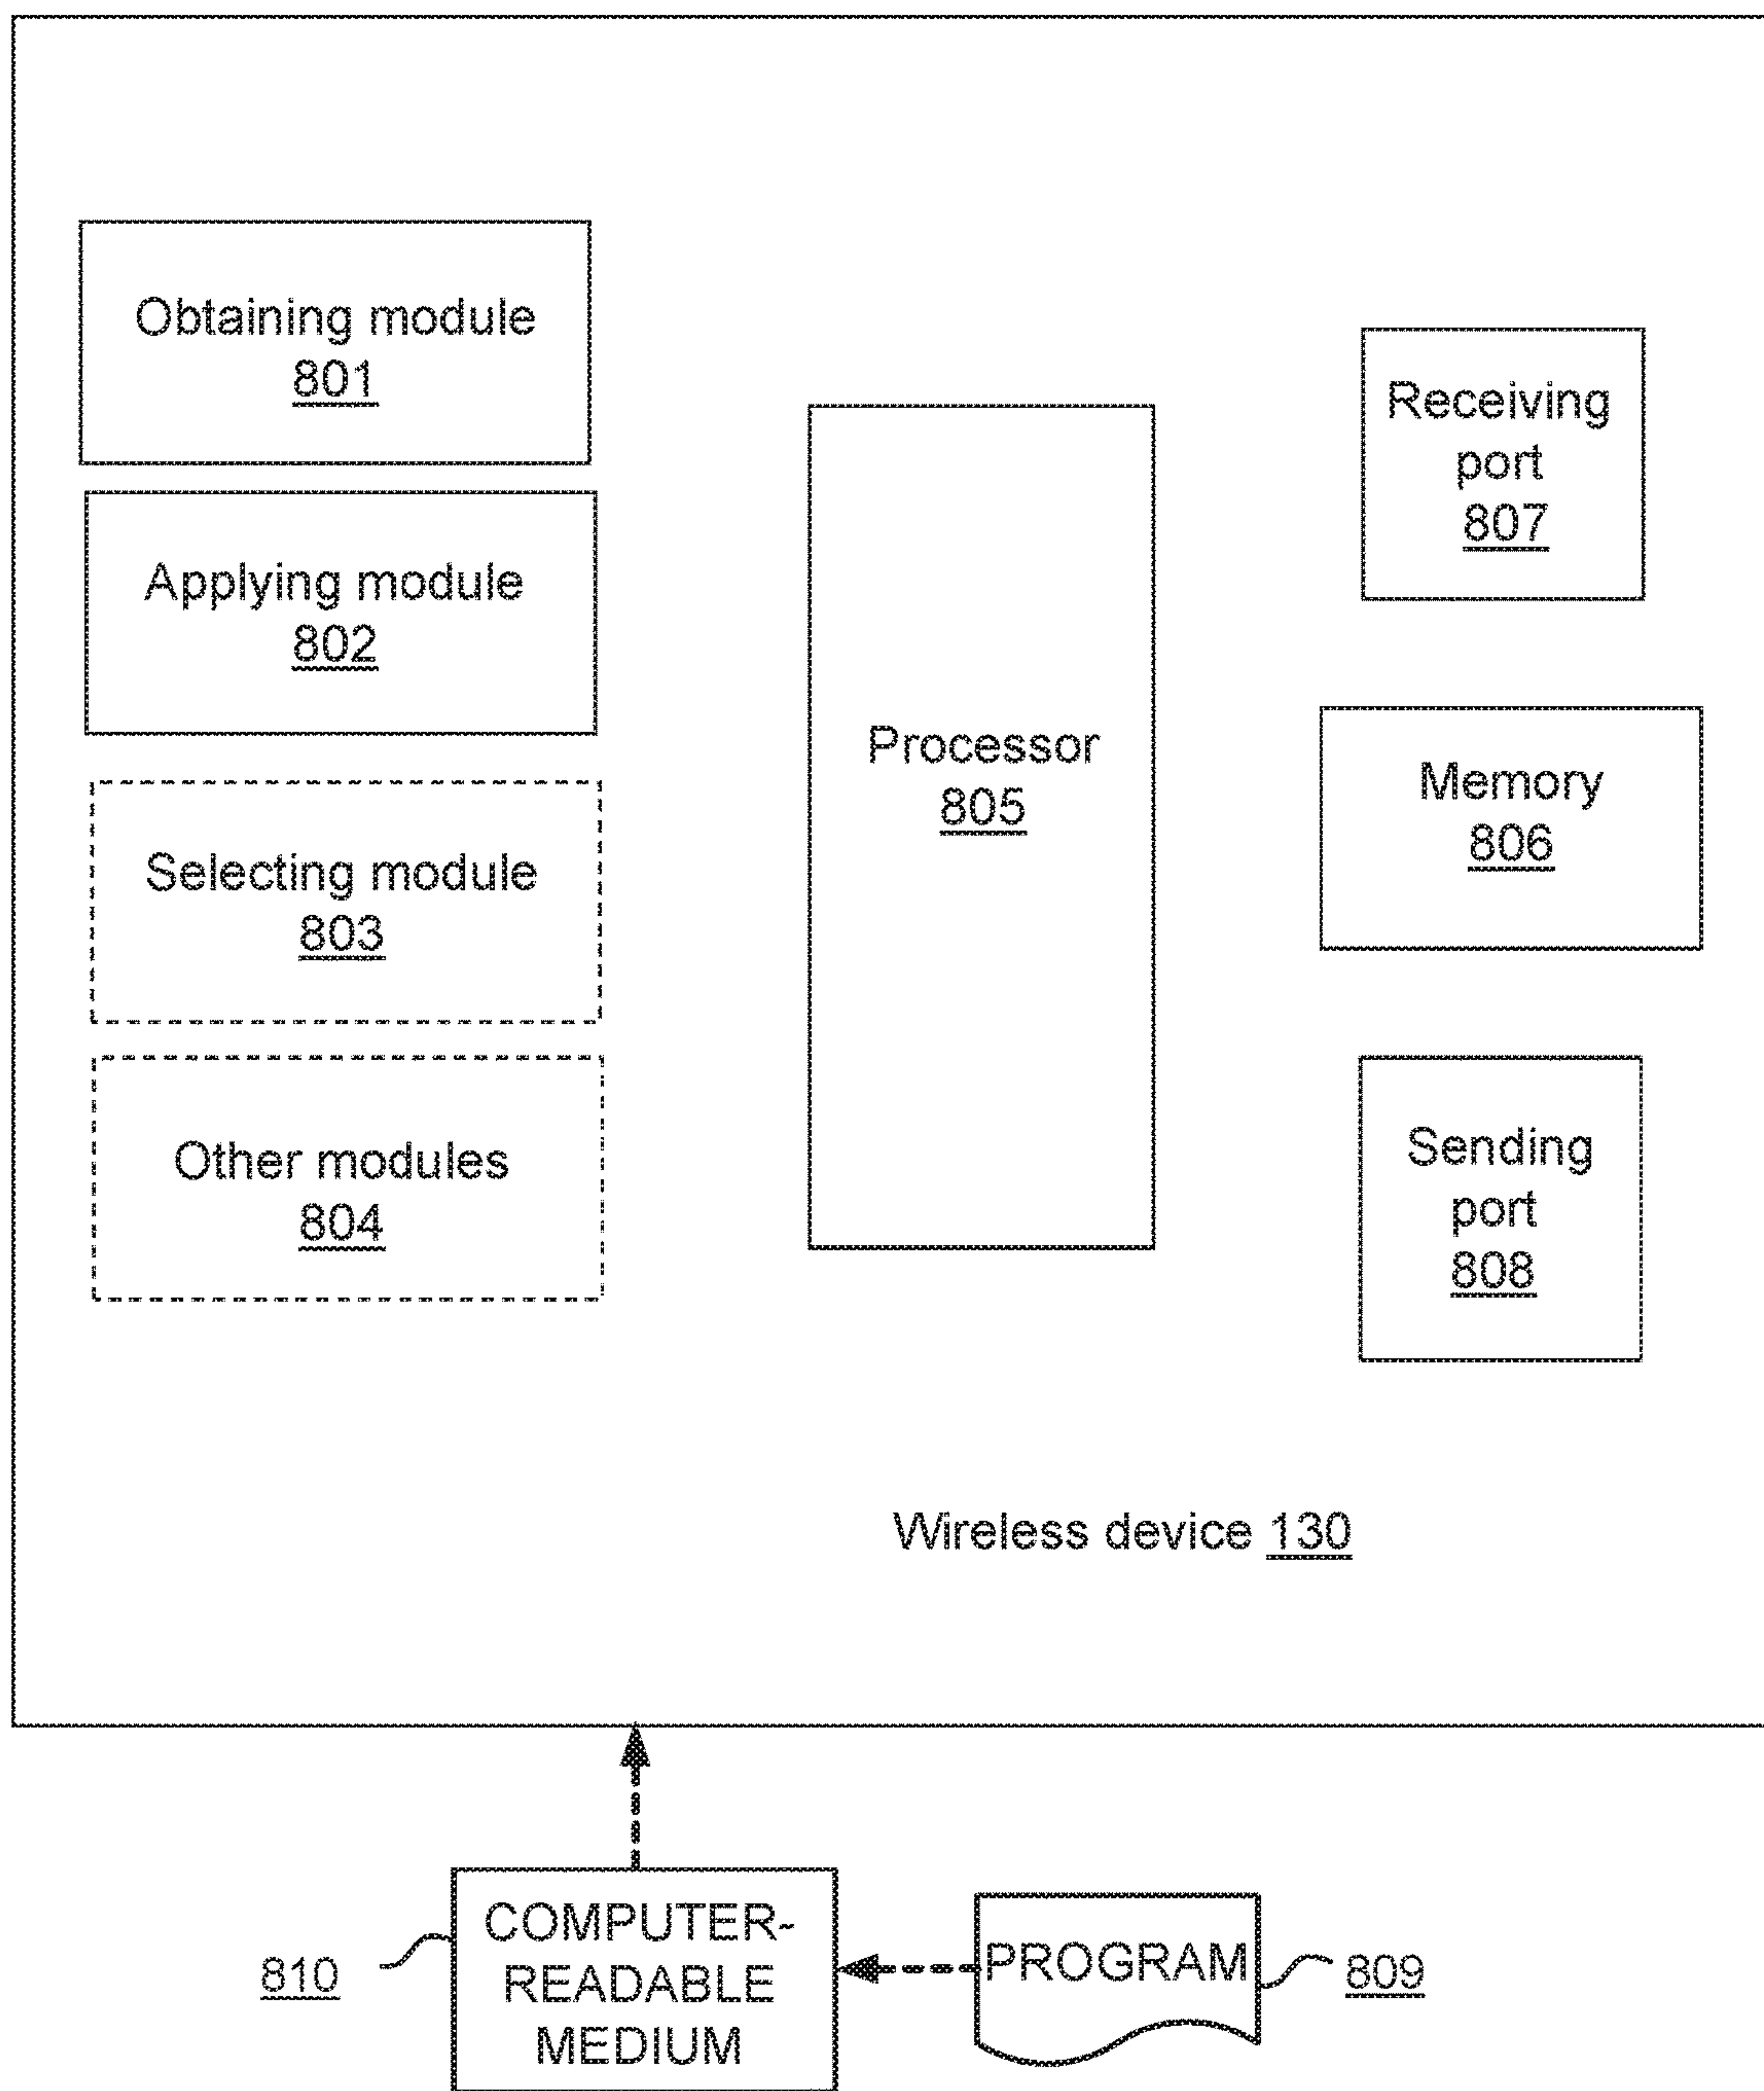 Obtaining module
801
Applying module
802
Selecting module
803
Other modules
804
Processor
805
Receiving
port
807
Memory
806
Sending
port
808
Wireless device 130
810
COMPUTER-
READABLE
MEDIUM
PROGRAM
809